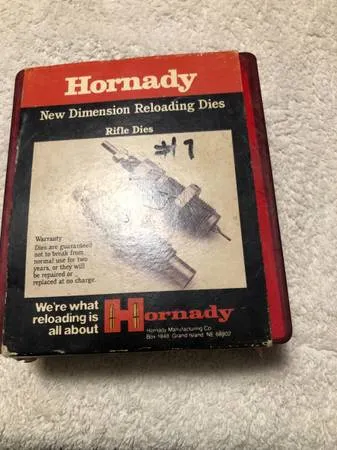 Hornady
New Dimension Reloading Dies
Rifle Dies
#17
Warranty
Dies are guaranteed
not to break from
normal use for two
years, or they will
be repaired or
replaced at no charge.
We're what
reloading is
all about
Hornady
Hornady Manufacturing Co.
Box 1848, Grand Island, NE 68802